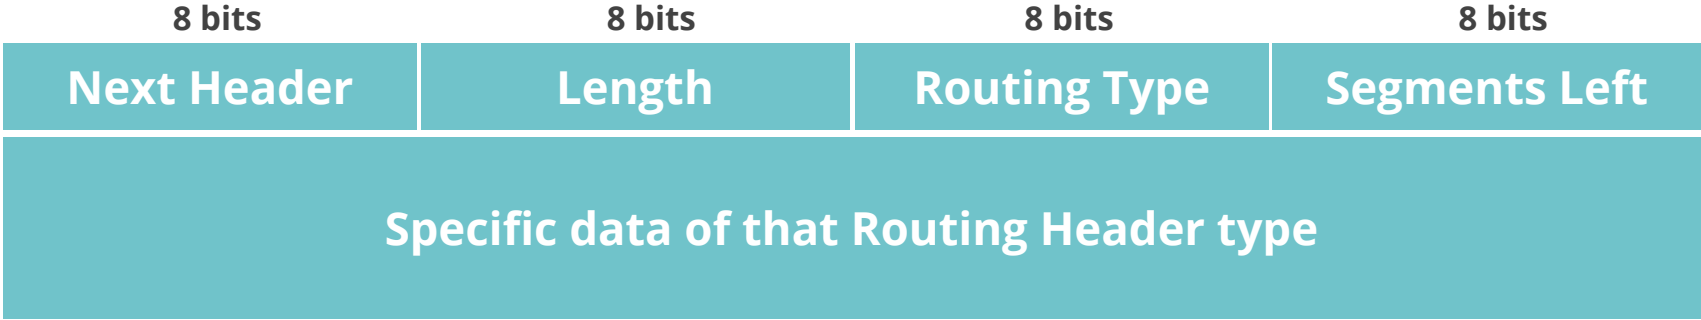 8 bits 8 bits 8 bits 8 bits
Next Header Length Routing Type Segments Left
Specific data of that Routing Header type